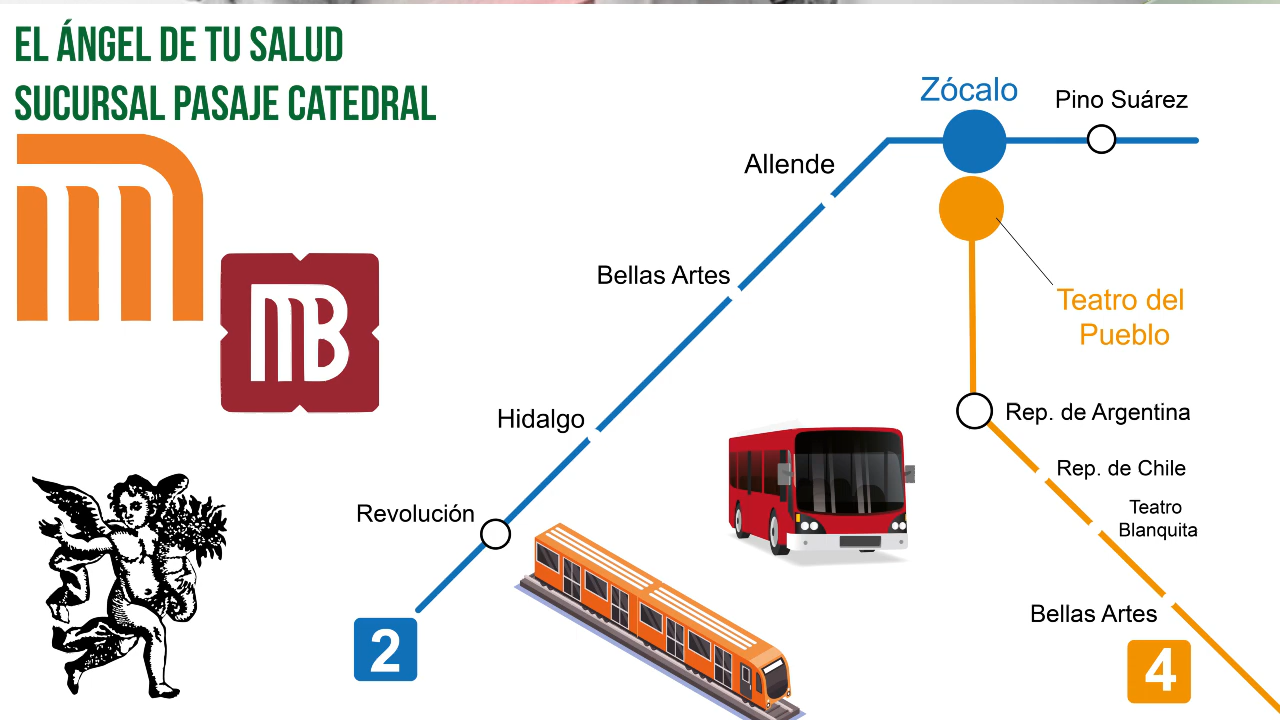 EL ÁNGEL DE TU SALUD
SUCURSAL PASAJE CATEDRAL
Zócalo
Pino Suárez
Allende
Bellas Artes
Teatro del
Pueblo
Hidalgo
Rep. de Argentina
Rep. de Chile
Revolución
Teatro
Blanquita
Bellas Artes
2
4
MB